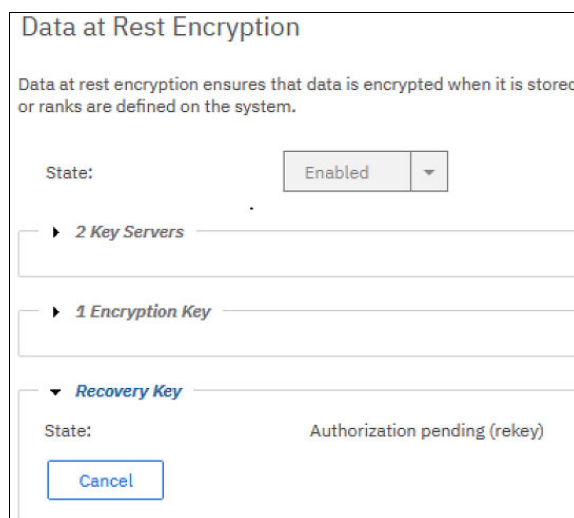 Data at Rest Encryption
Data at rest encryption ensures that data is encrypted when it is stored
or ranks are defined on the system.
State: Enabled
2 Key Servers
1 Encryption Key
Recovery Key
State: Authorization pending (rekey)
Cancel